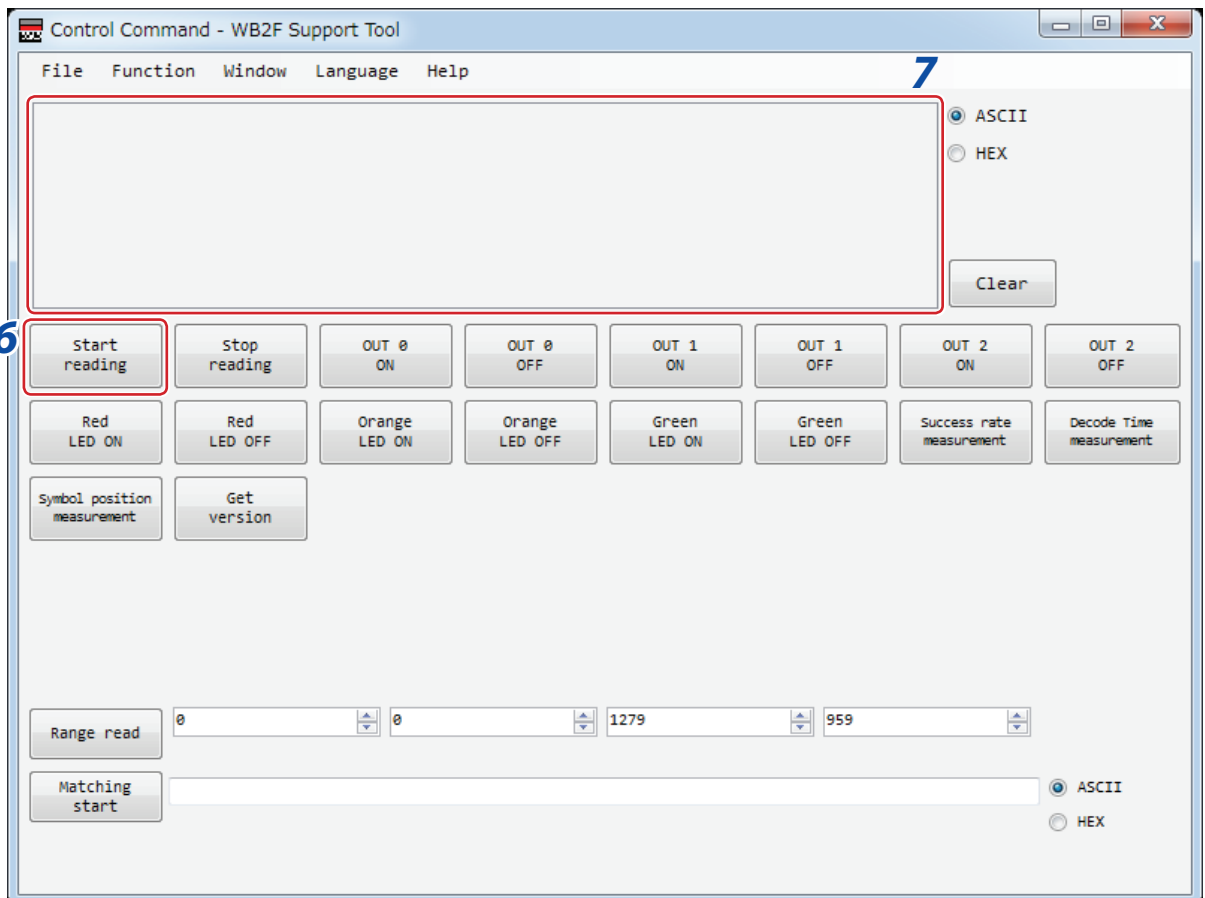 Control Command - WB2F Support Tool
File Function Window Language Help
7
ASCII
HEX
Clear
6
Start reading
Stop reading
OUT 0 ON
OUT 0 OFF
OUT 1 ON
OUT 1 OFF
OUT 2 ON
OUT 2 OFF
Red LED ON
Red LED OFF
Orange LED ON
Orange LED OFF
Green LED ON
Green LED OFF
Success rate measurement
Decode Time measurement
Symbol position measurement
Get version
Range read
0
0
1279
959
Matching start
ASCII
HEX